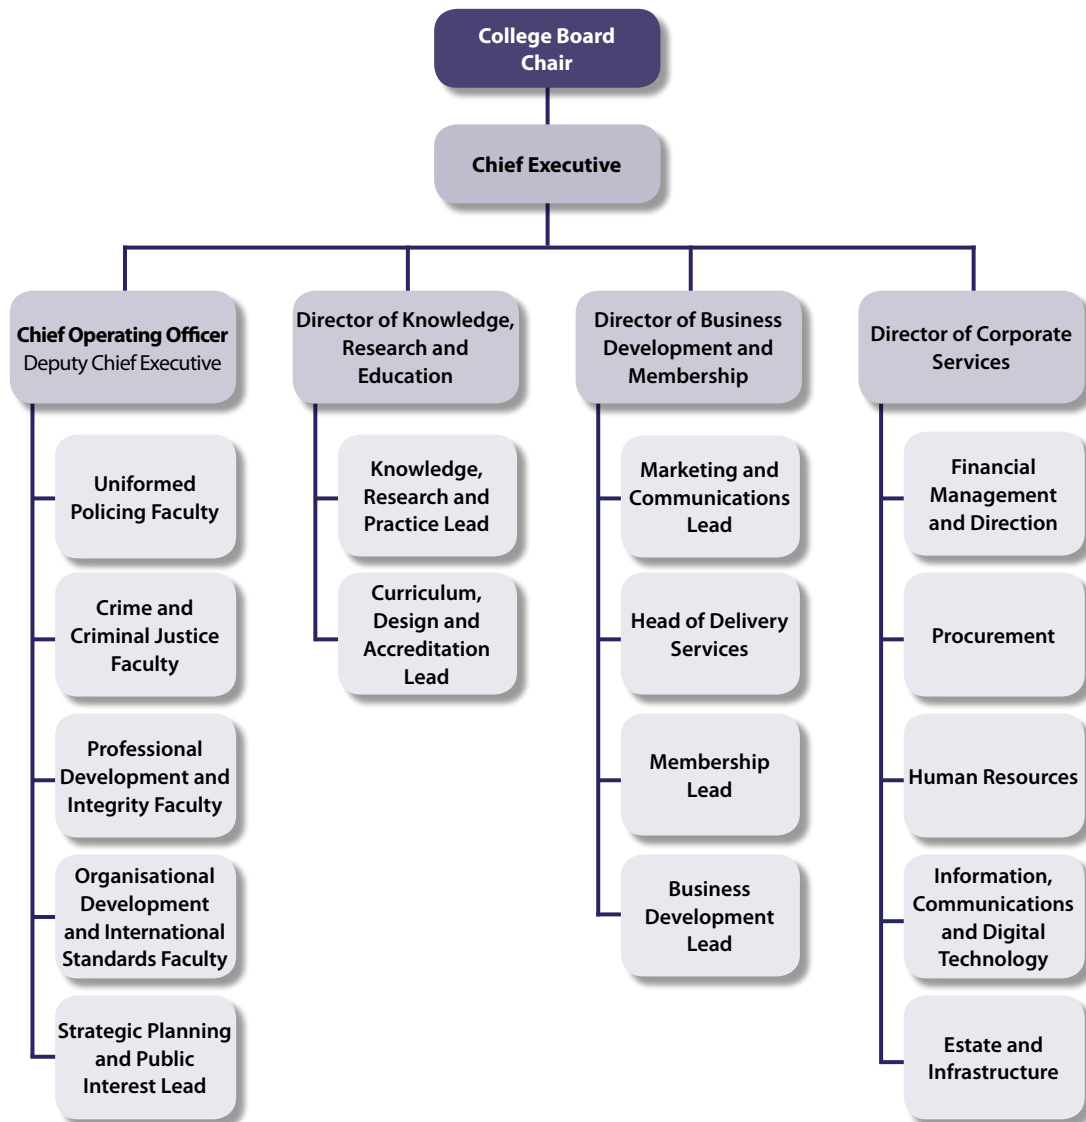 College Board
Chair
Chief Executive
Chief Operating Officer
Deputy Chief Executive
Director of Knowledge,
Research and
Education
Director of Business
Development and
Membership
Director of Corporate
Services
Uniformed
Policing Faculty
Crime and
Criminal Justice
Faculty
Professional
Development and
Integrity Faculty
Organisational
Development
and International
Standards Faculty
Strategic Planning
and Public
Interest Lead
Knowledge,
Research and
Practice Lead
Curriculum,
Design and
Accreditation
Lead
Marketing and
Communications
Lead
Head of Delivery
Services
Membership
Lead
Business
Development
Lead
Financial
Management
and Direction
Procurement
Human Resources
Information,
Communications
and Digital
Technology
Estate and
Infrastructure